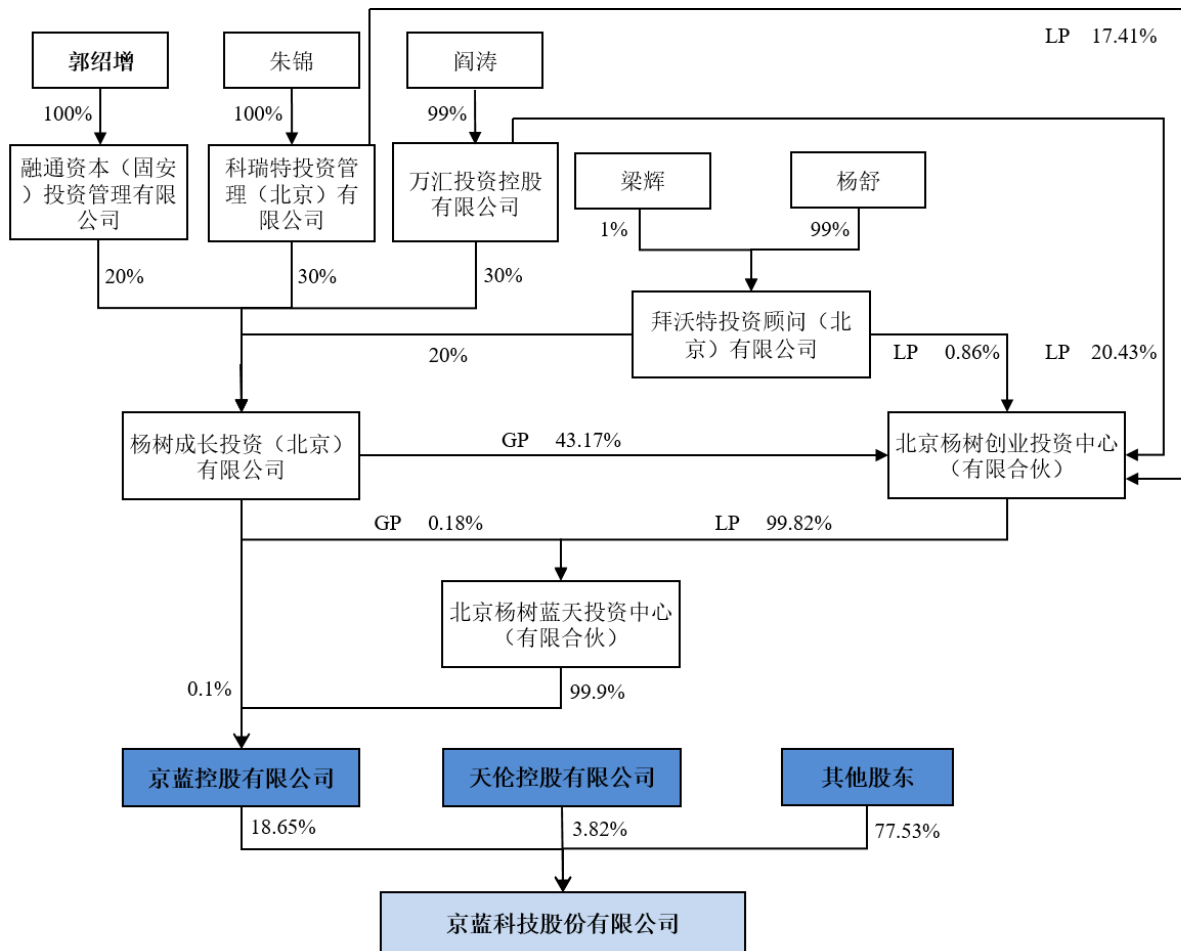 LP 17.41%
郭绍增
朱锦
阎涛
100%
100%
99%
融通资本（固安
）投资管理有限
公司
科瑞特投资管
理（北京）有
限公司
万汇投资控股
有限公司
梁辉
杨舒
1%
99%
20%
30%
30%
拜沃特投资顾问（北
京）有限公司
20%
LP 0.86%
LP 20.43%
杨树成长投资（北京）
有限公司
GP 43.17%
北京杨树创业投资中心
（有限合伙）
GP 0.18%
LP 99.82%
北京杨树蓝天投资中心
（有限合伙）
0.1%
99.9%
京蓝控股有限公司
天伦控股有限公司
其他股东
18.65%
3.82%
77.53%
京蓝科技股份有限公司